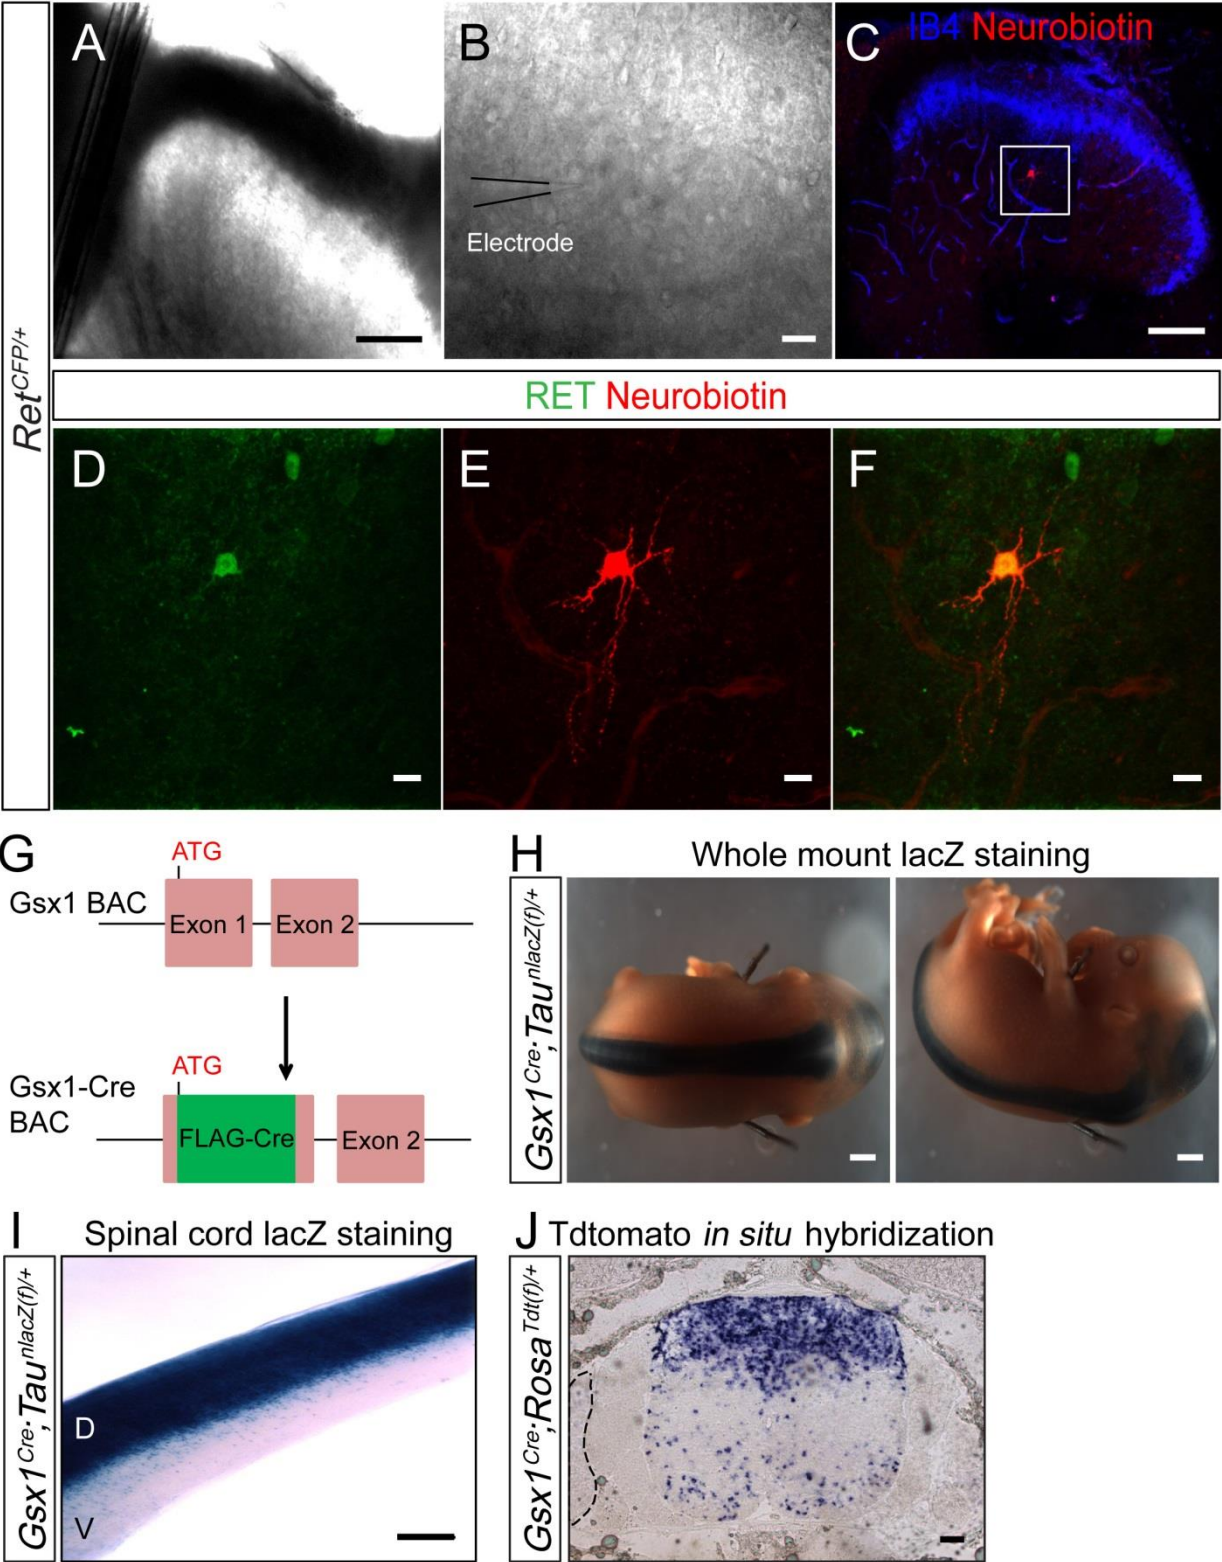 A
B
C
IB4 Neurobiotin
Electrode
Ret^CFP/+
RET Neurobiotin
D
E
F
G
ATG
Gsx1 BAC
Exon 1
Exon 2
ATG
Gsx1-Cre
BAC
FLAG-Cre
Exon 2
H
Whole mount lacZ staining
Gsx1^Cre;Tau^nlacZ(f)/+
I
Spinal cord lacZ staining
Gsx1^Cre;Tau^nlacZ(f)/+
D
V
J
Tdtomato in situ hybridization
Gsx1^Cre;Rosa^Tdt(f)/+